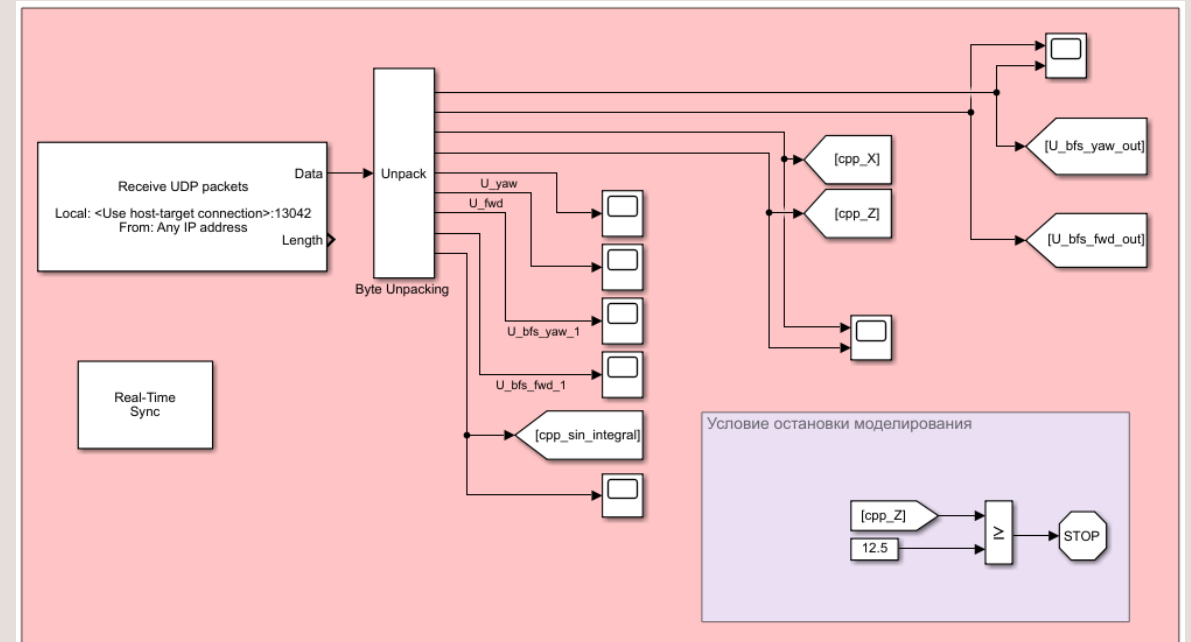 [U_bfs_yaw_out]
[cpp_X]
Data
Unpack
Receive UDP packets
U_yaw
U_fwd
[cpp_Z]
Local: <Use host-target connection>:13042
From: Any IP address
Length
[U_bfs_fwd_out]
Byte Unpacking
U_bfs_yaw_1
U_bfs_fwd_1
Real-Time
Sync
[cpp_sin_integral]
Условие остановки моделирования
[cpp_Z]
≥
STOP
12.5